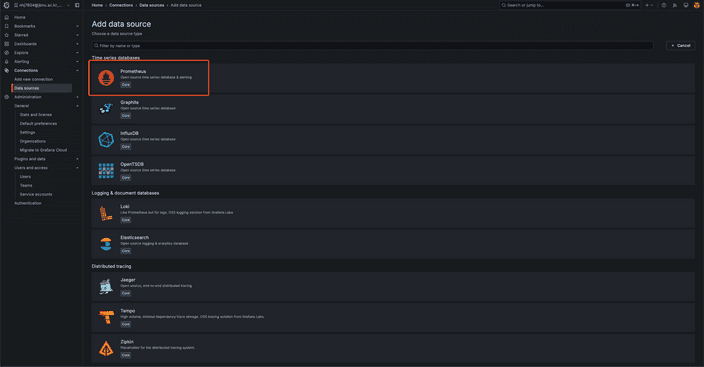 Home › Connections › Data sources › Add data source
Search or jump to...
Home
Bookmarks
Starred
Dashboards
Explore
Alerting
Connections
Add new connection
Data sources
Administration
General
Stats and license
Default preferences
Settings
Organizations
Migrate to Grafana Cloud
Plugins and data
Users and access
Users
Teams
Service accounts
Authentication
Add data source
Choose a data source type
Filter by name or type
Cancel
Time series databases
Prometheus
Open source time series database & alerting
Core
Graphite
Open source time series database
Core
InfluxDB
Open source time series database
Core
OpenTSDB
Open source time series database
Core
Logging & document databases
Loki
Like Prometheus but for logs. OSS logging solution from Grafana Labs
Core
Elasticsearch
Open source logging & analytics database
Core
Distributed tracing
Jaeger
Open source, end-to-end distributed tracing
Core
Tempo
High volume, minimal dependency trace storage. OSS tracing solution from Grafana Labs.
Core
Zipkin
Placeholder for the distributed tracing system.
Core